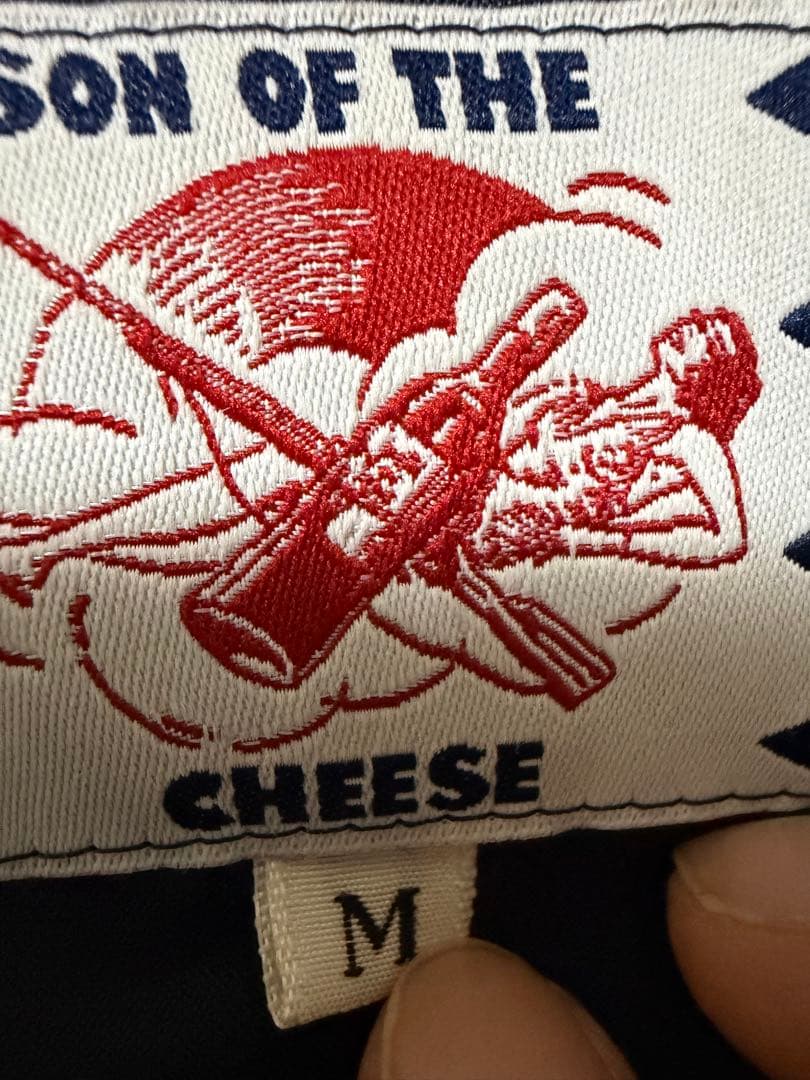 SON OF THE
CHEESE
M